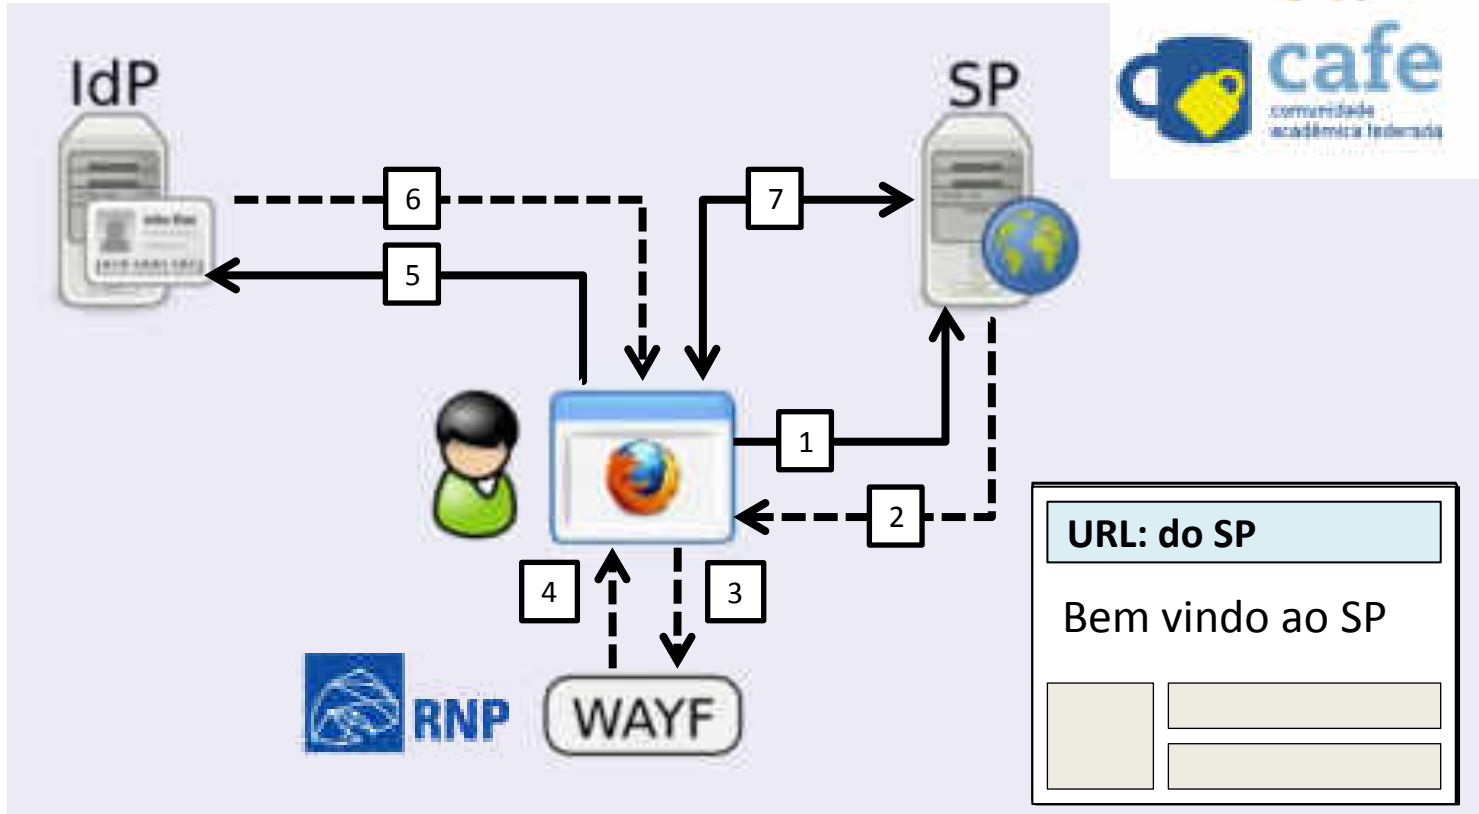 IdP
SP
cafe
comunidade
acadêmica federada
6
7
5
1
2
4
3
RNP
WAYF
URL: do SP
Bem vindo ao SP